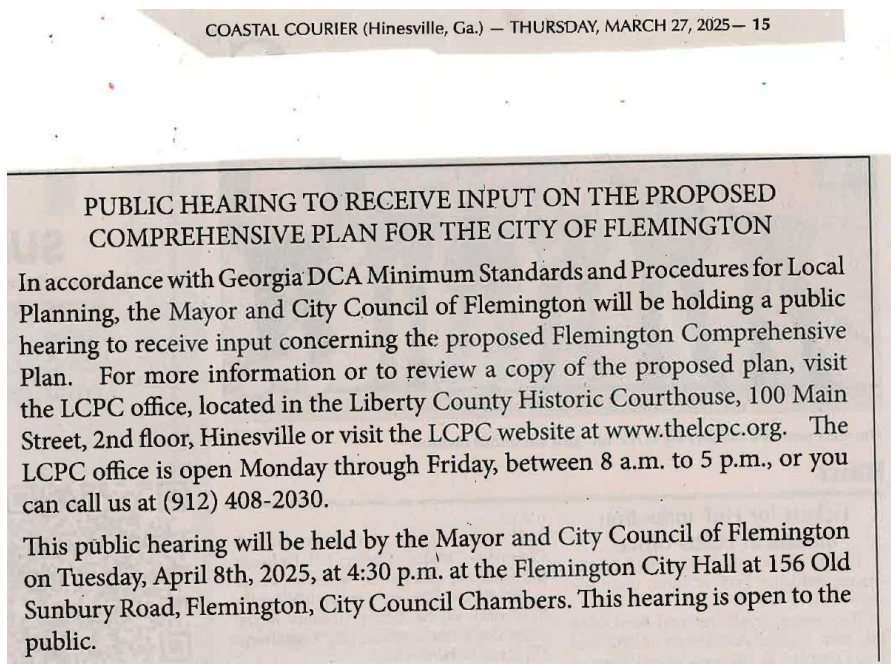 COASTAL COURIER (Hinesville, Ga.) — THURSDAY, MARCH 27, 2025— 15
PUBLIC HEARING TO RECEIVE INPUT ON THE PROPOSED
COMPREHENSIVE PLAN FOR THE CITY OF FLEMINGTON
In accordance with Georgia DCA Minimum Standards and Procedures for Local
Planning, the Mayor and City Council of Flemington will be holding a public
hearing to receive input concerning the proposed Flemington Comprehensive
Plan. For more information or to review a copy of the proposed plan, visit
the LCPC office, located in the Liberty County Historic Courthouse, 100 Main
Street, 2nd floor, Hinesville or visit the LCPC website at www.thelcpc.org. The
LCPC office is open Monday through Friday, between 8 a.m. to 5 p.m., or you
can call us at (912) 408-2030.
This public hearing will be held by the Mayor and City Council of Flemington
on Tuesday, April 8th, 2025, at 4:30 p.m. at the Flemington City Hall at 156 Old
Sunbury Road, Flemington, City Council Chambers. This hearing is open to the
public.